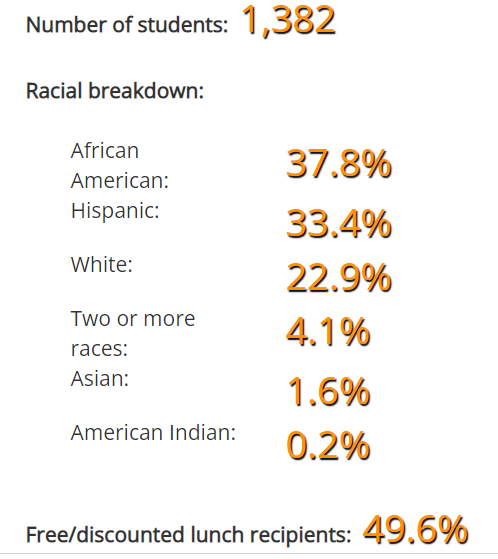 Number of students: 1,382
Racial breakdown:
African
American: 37.8%
Hispanic: 33.4%
White: 22.9%
Two or more
races: 4.1%
Asian: 1.6%
American Indian: 0.2%
Free/discounted lunch recipients: 49.6%